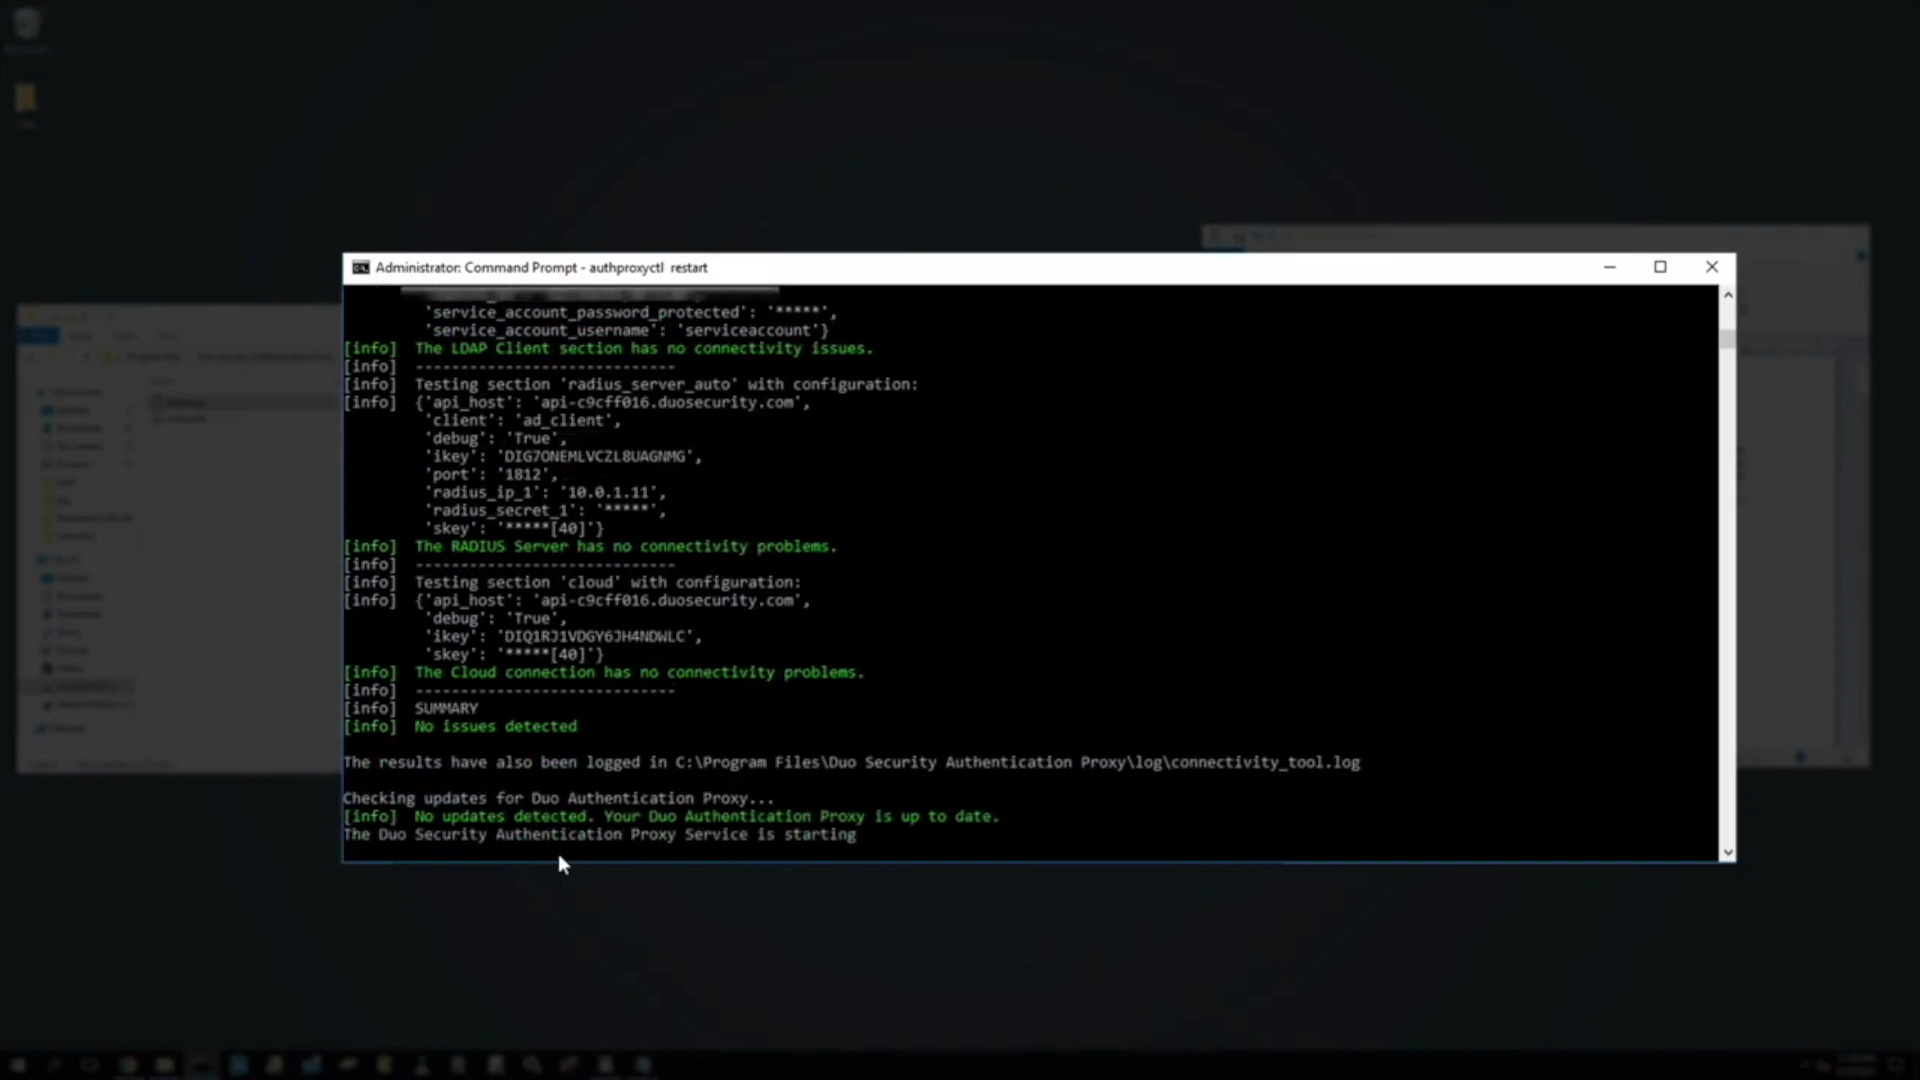 Administrator: Command Prompt - authproxyctl  restart
'service_account_password_protected': '*****',
'service_account_username': 'serviceaccount'}
[info]  The LDAP Client section has no connectivity issues.
[info]  -----------------------------
[info]  Testing section 'radius_server_auto' with configuration:
[info]  {'api_host': 'api-c9cff016.duosecurity.com',
'client': 'ad_client',
'debug': 'True',
'ikey': 'DIG7ONEMLVCZL8UAGNMG',
'port': '1812',
'radius_ip_1': '10.0.1.11',
'radius_secret_1': '*****',
'skey': '*****[40]'}
[info]  The RADIUS Server has no connectivity problems.
[info]  -----------------------------
[info]  Testing section 'cloud' with configuration:
[info]  {'api_host': 'api-c9cff016.duosecurity.com',
'debug': 'True',
'ikey': 'DIQ1RJ1VDGY6JH4NDWLC',
'skey': '*****[40]'}
[info]  The Cloud connection has no connectivity problems.
[info]  -----------------------------
[info]  SUMMARY
[info]  No issues detected
The results have also been logged in C:\Program Files\Duo Security Authentication Proxy\log\connectivity_tool.log
Checking updates for Duo Authentication Proxy...
[info]  No updates detected. Your Duo Authentication Proxy is up to date.
The Duo Security Authentication Proxy Service is starting